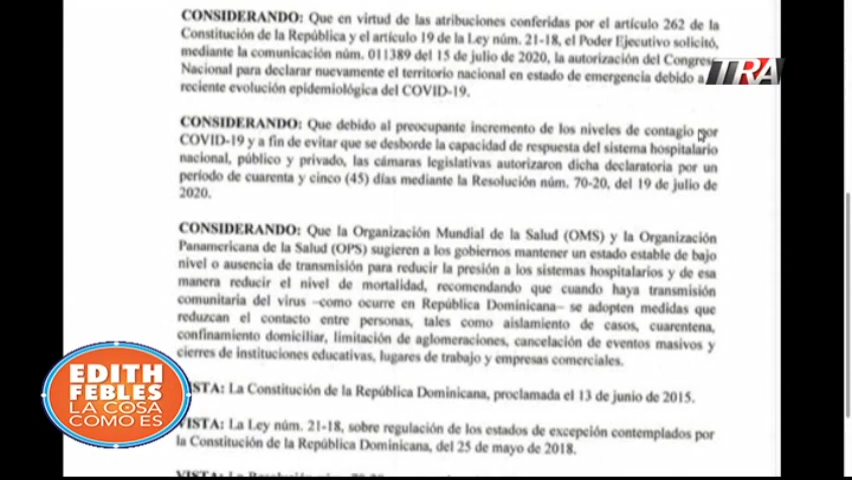 CONSIDERANDO: Que en virtud de las atribuciones conferidas por el artículo 262 de la
Constitución de la República y el artículo 19 de la Ley núm. 21-18, el Poder Ejecutivo solicitó,
mediante la comunicación núm. 011389 del 15 de julio de 2020, la autorización del Congres
Nacional para declarar nuevamente el territorio nacional en estado de emergencia debido a
reciente evolución epidemiológica del COVID-19.
TRA
CONSIDERANDO: Que debido al preocupante incremento de los niveles de contagio por
COVID-19 y a fin de evitar que se desborde la capacidad de respuesta del sistema hospitalario
nacional, público y privado, las cámaras legislativas autorizaron dicha declaratoria por un
período de cuarenta y cinco (45) días mediante la Resolución núm. 70-20, del 19 de julio de
2020.
CONSIDERANDO: Que la Organización Mundial de la Salud (OMS) y la Organización
Panamericana de la Salud (OPS) sugieren a los gobiernos mantener un estado estable de bajo
nivel o ausencia de transmisión para reducir la presión a los sistemas hospitalarios y de esa
manera reducir el nivel de mortalidad, recomendando que cuando haya transmisión
comunitaria del virus –como ocurre en República Dominicana– se adopten medidas que
reduzcan el contacto entre personas, tales como aislamiento de casos, cuarentena,
confinamiento domiciliar, limitación de aglomeraciones, cancelación de eventos masivos y
cierres de instituciones educativas, lugares de trabajo y empresas comerciales.
VISTA: La Constitución de la República Dominicana, proclamada el 13 de junio de 2015.
VISTA: La Ley núm. 21-18, sobre regulación de los estados de excepción contemplados por
la Constitución de la República Dominicana, del 25 de mayo de 2018.
EDITH
FEBLES
LA COSA
COMO ES